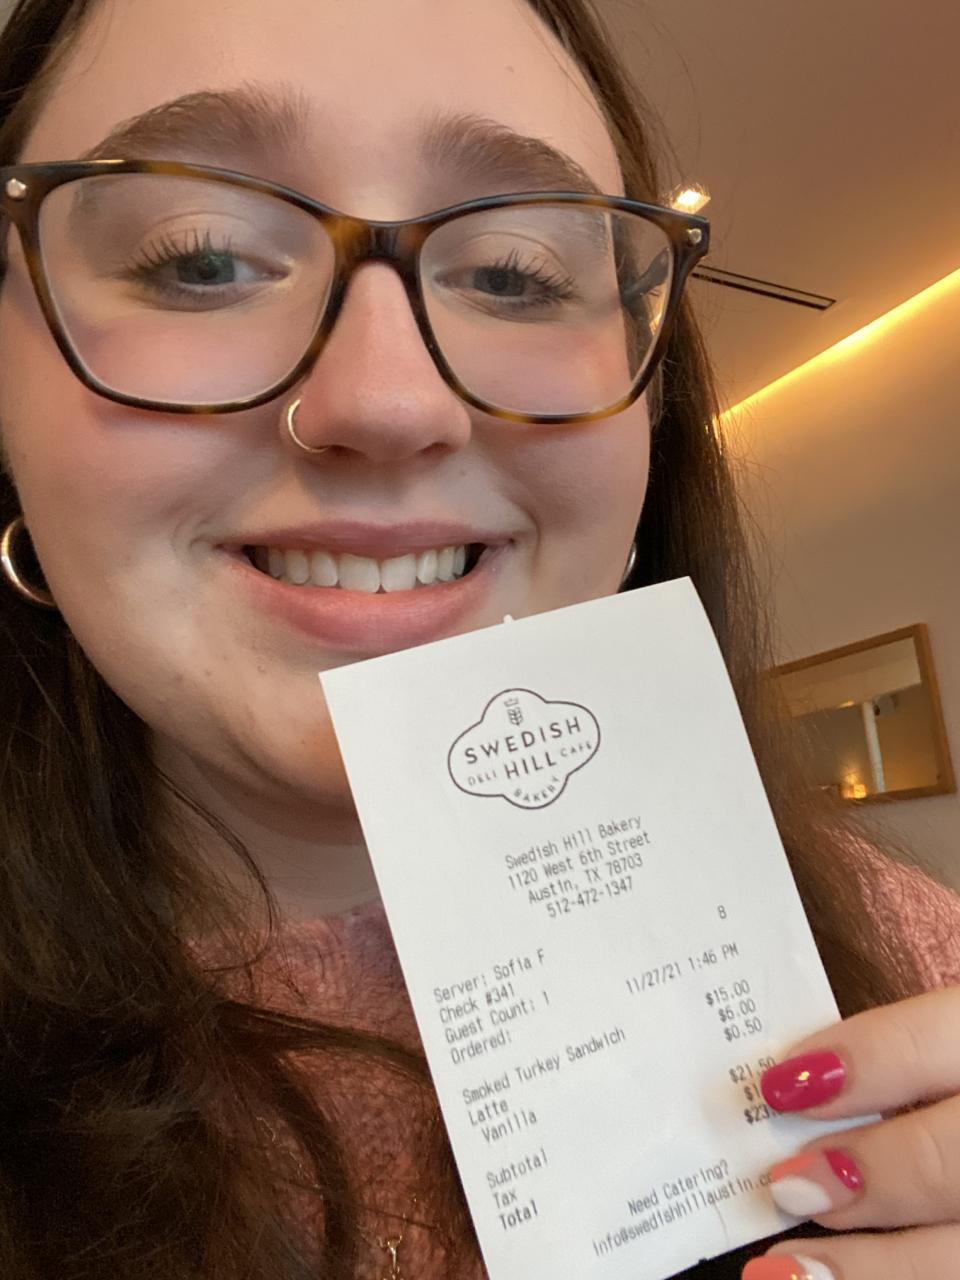 SWEDISH
DELI HILL CAFE
BAKERY
Swedish Hill Bakery
1120 West 6th Street
Austin, TX 78703
512-472-1347
8
Server: Sofia F
Check #341
Guest Count: 1 11/27/21 1:46 PM
Ordered:
Smoked Turkey Sandwich $15.00
Latte $6.00
Vanilla $0.50
Subtotal $21.50
Tax
Total
Need Catering?